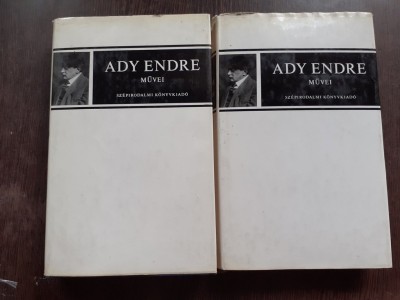 ADY ENDRE
MŰVEI
SZÉPIRODALMI KÖNYVKIADÓ
ADY ENDRE
MŰVEI
SZÉPIRODALMI KÖNYVKIADÓ